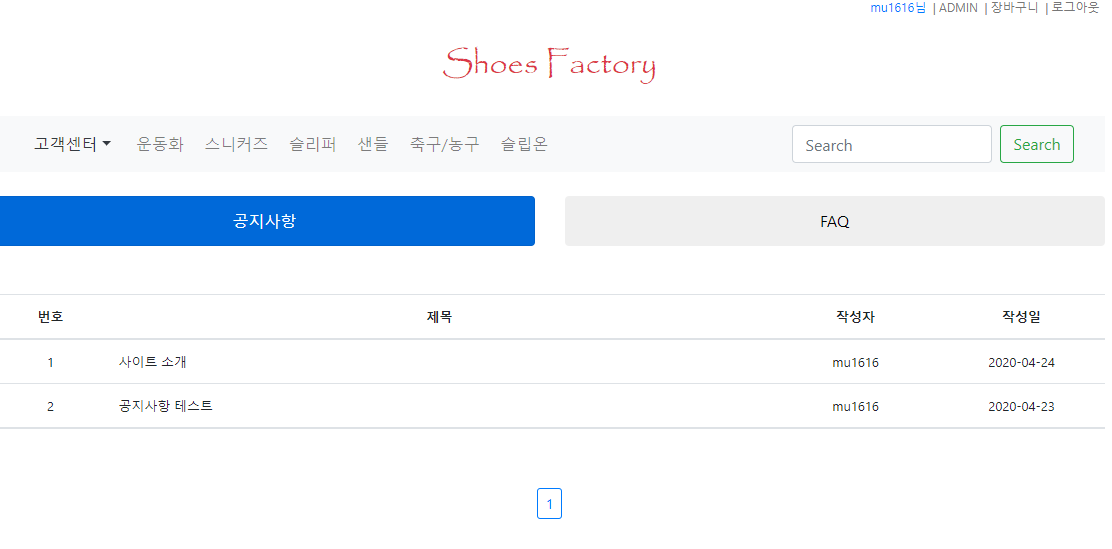 mu1616님 | ADMIN | 장바구니 | 로그아웃
Shoes Factory
고객센터 운동화 스니커즈 슬리퍼 샌들 축구/농구 슬립온 Search Search
공지사항 FAQ
번호 제목 작성자 작성일
1 사이트 소개 mu1616 2020-04-24
2 공지사항 테스트 mu1616 2020-04-23
1